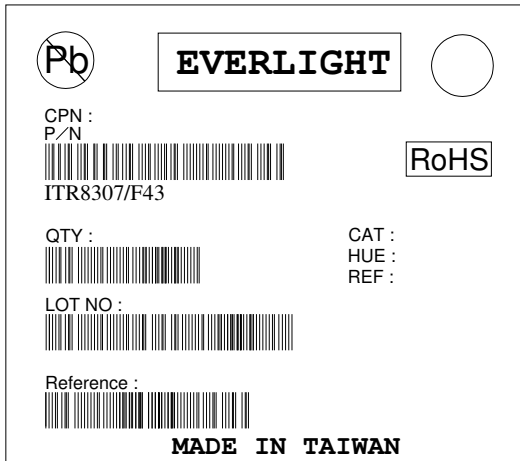 Pb
EVERLIGHT
CPN :
P/N
RoHS
ITR8307/F43
QTY :
CAT :
HUE :
REF :
LOT NO :
Reference :
MADE IN TAIWAN